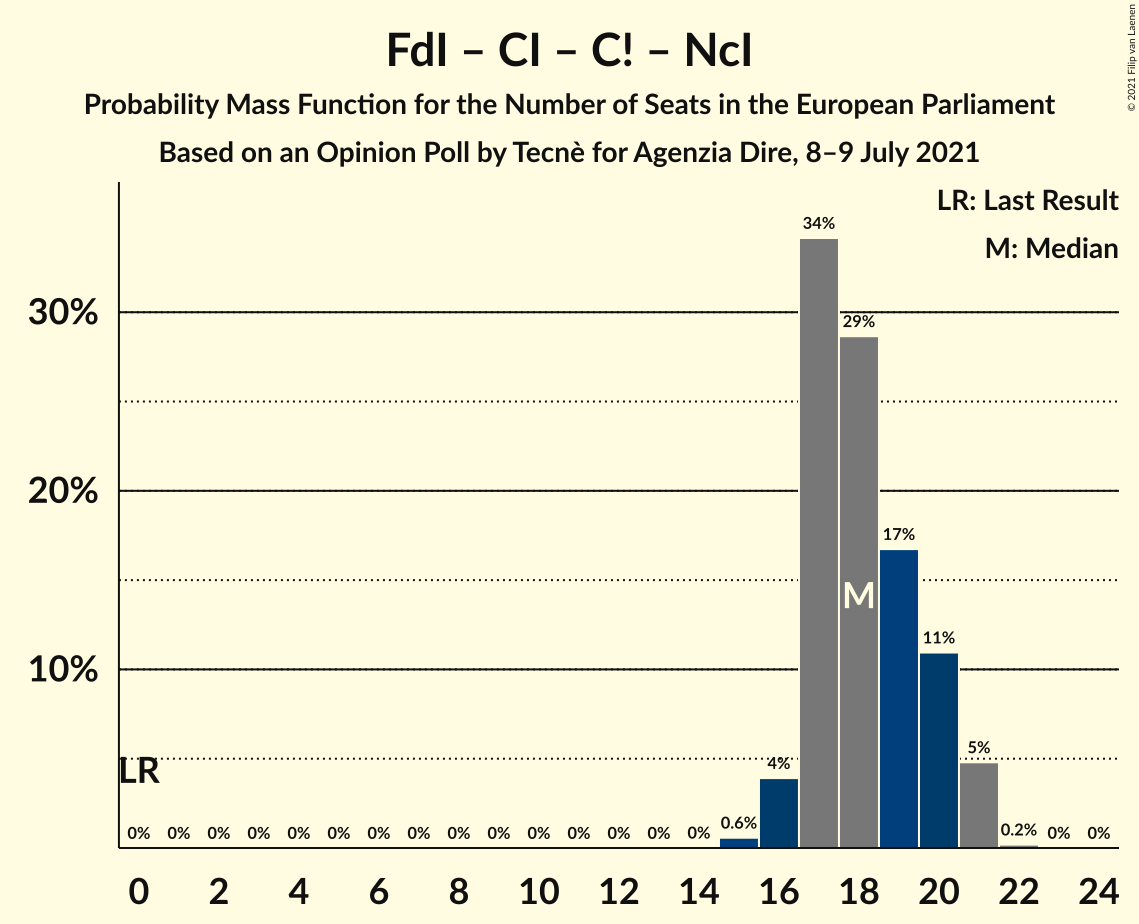 FdI – CI – C! – NcI
Probability Mass Function for the Number of Seats in the European Parliament
Based on an Opinion Poll by Tecnè for Agenzia Dire, 8–9 July 2021
© 2021 Filip van Laenen
LR: Last Result
M: Median
34%
30%
29%
20%
17%
M
11%
10%
5%
4%
LR
0% 0% 0% 0% 0% 0% 0% 0% 0% 0% 0% 0% 0% 0% 0% 0.6% 0.2% 0% 0%
0 2 4 6 8 10 12 14 16 18 20 22 24